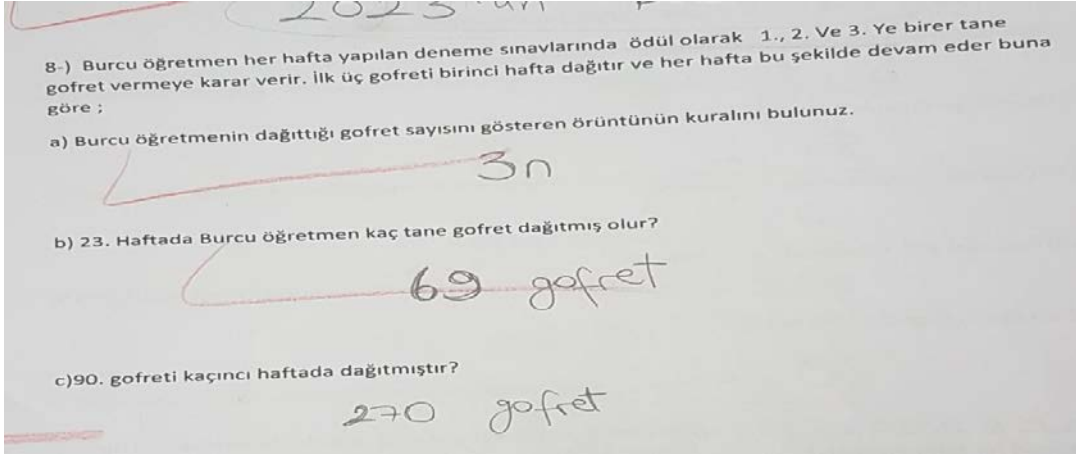 2023
8-) Burcu öğretmen her hafta yapılan deneme sınavlarında ödül olarak 1., 2. Ve 3. Ye birer tane
gofret vermeye karar verir. İlk üç gofreti birinci hafta dağıtır ve her hafta bu şekilde devam eder buna
göre ;
a) Burcu öğretmenin dağıttığı gofret sayısını gösteren örüntünün kuralını bulunuz.
3n
b) 23. Haftada Burcu öğretmen kaç tane gofret dağıtmış olur?
69 gofret
c)90. gofreti kaçıncı haftada dağıtmıştır?
270 gofret